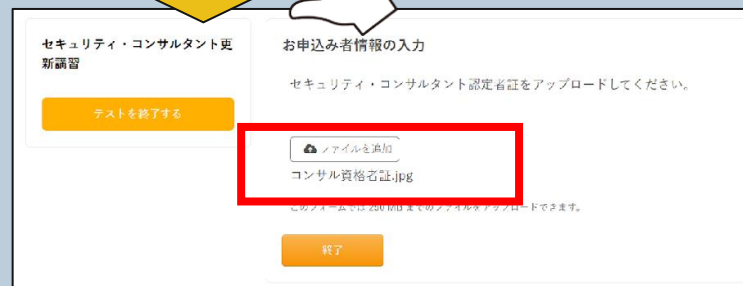 セキュリティ・コンサルタント更
新講習
テストを終了する
お申込み者情報の入力
セキュリティ・コンサルタント認定者証をアップロードしてください。
ファイルを追加
コンサル資格者証.jpg
このフォームでは 250 MB までのファイルをアップロードできます。
終了